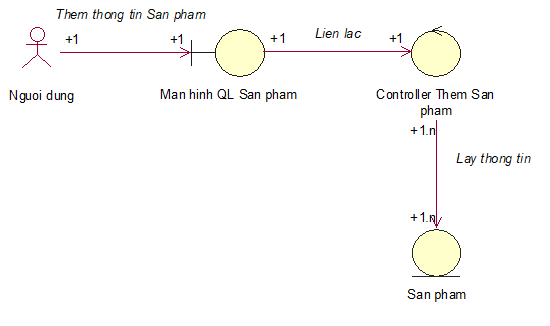 Them thong tin San pham
+1 +1 +1 Lien lac +1
Nguoi dung Man hinh QL San pham Controller Them San
pham
+1.n
Lay thong tin
+1.n
San pham